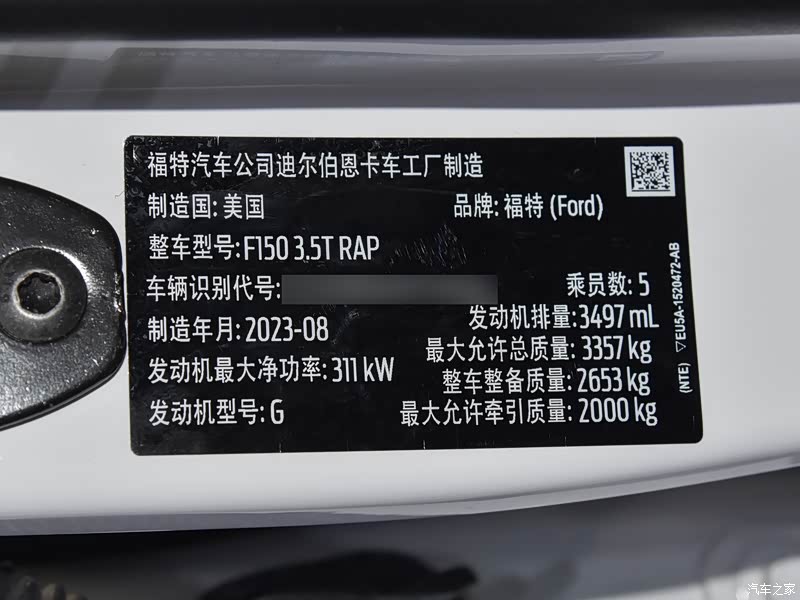 福特汽车公司迪尔伯恩卡车工厂制造
制造国: 美国
品牌: 福特 (Ford)
整车型号: F150 3.5T RAP
车辆识别代号:
乘员数: 5
制造年月: 2023-08
发动机排量: 3497 mL
最大允许总质量: 3357 kg
发动机最大净功率: 311 kW
整车整备质量: 2653 kg
发动机型号: G
最大允许牵引质量: 2000 kg
(NTE) ▽EU5A-1520472-AB
汽车之家